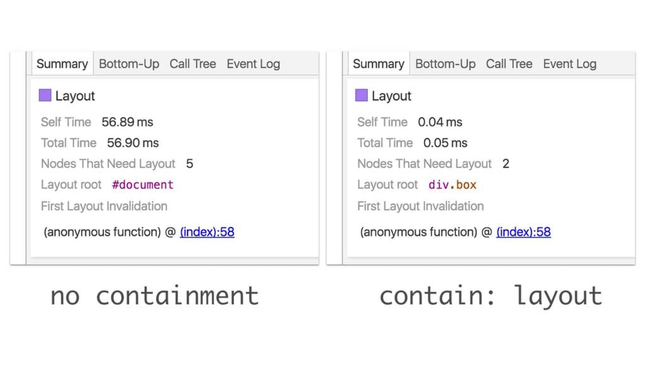 Summary Bottom-Up Call Tree Event Log
Layout
Self Time 56.89 ms
Total Time 56.90 ms
Nodes That Need Layout 5
Layout root #document
First Layout Invalidation
(anonymous function) @ (index):58
no containment
Summary Bottom-Up Call Tree Event Log
Layout
Self Time 0.04 ms
Total Time 0.05 ms
Nodes That Need Layout 2
Layout root div.box
First Layout Invalidation
(anonymous function) @ (index):58
contain: layout